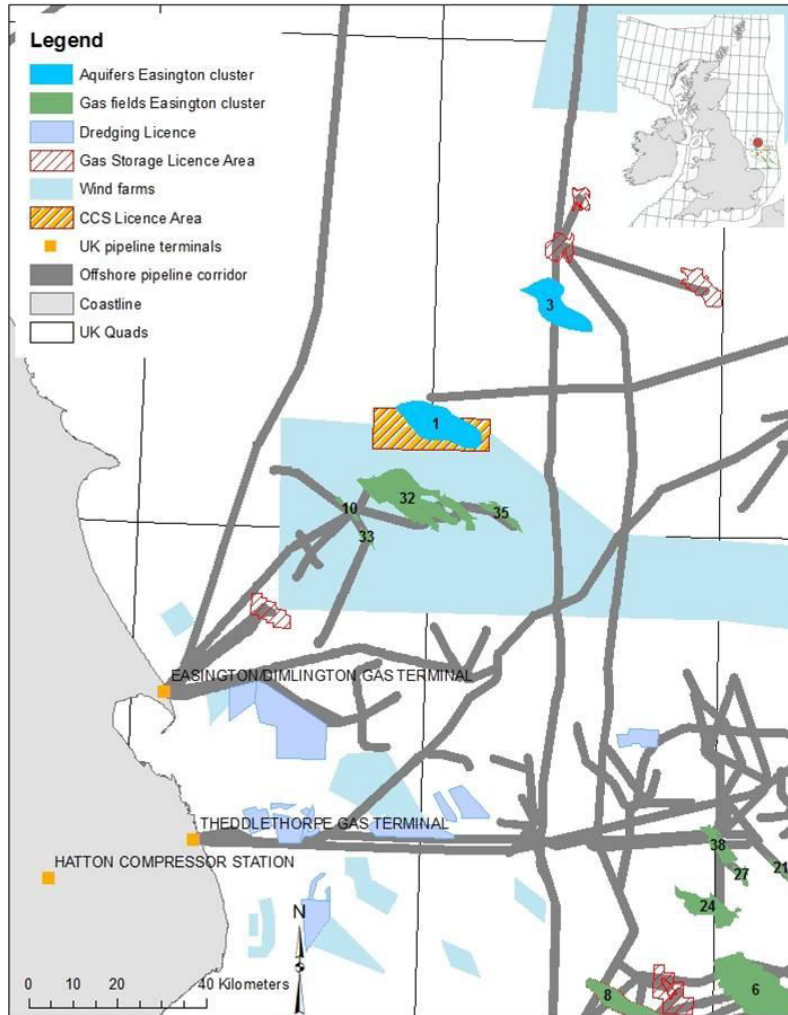 Legend
Aquifers Easington cluster
Gas fields Easington cluster
Dredging Licence
Gas Storage Licence Area
Wind farms
CCS Licence Area
UK pipeline terminals
Offshore pipeline corridor
Coastline
UK Quads
3
1
32
10
35
33
EASINGTON/DIMLINGTON GAS TERMINAL
THEDDLETHORPE GAS TERMINAL
HATTON COMPRESSOR STATION
38
27
21
24
N
0 10 20 40 Kilometers
8
6